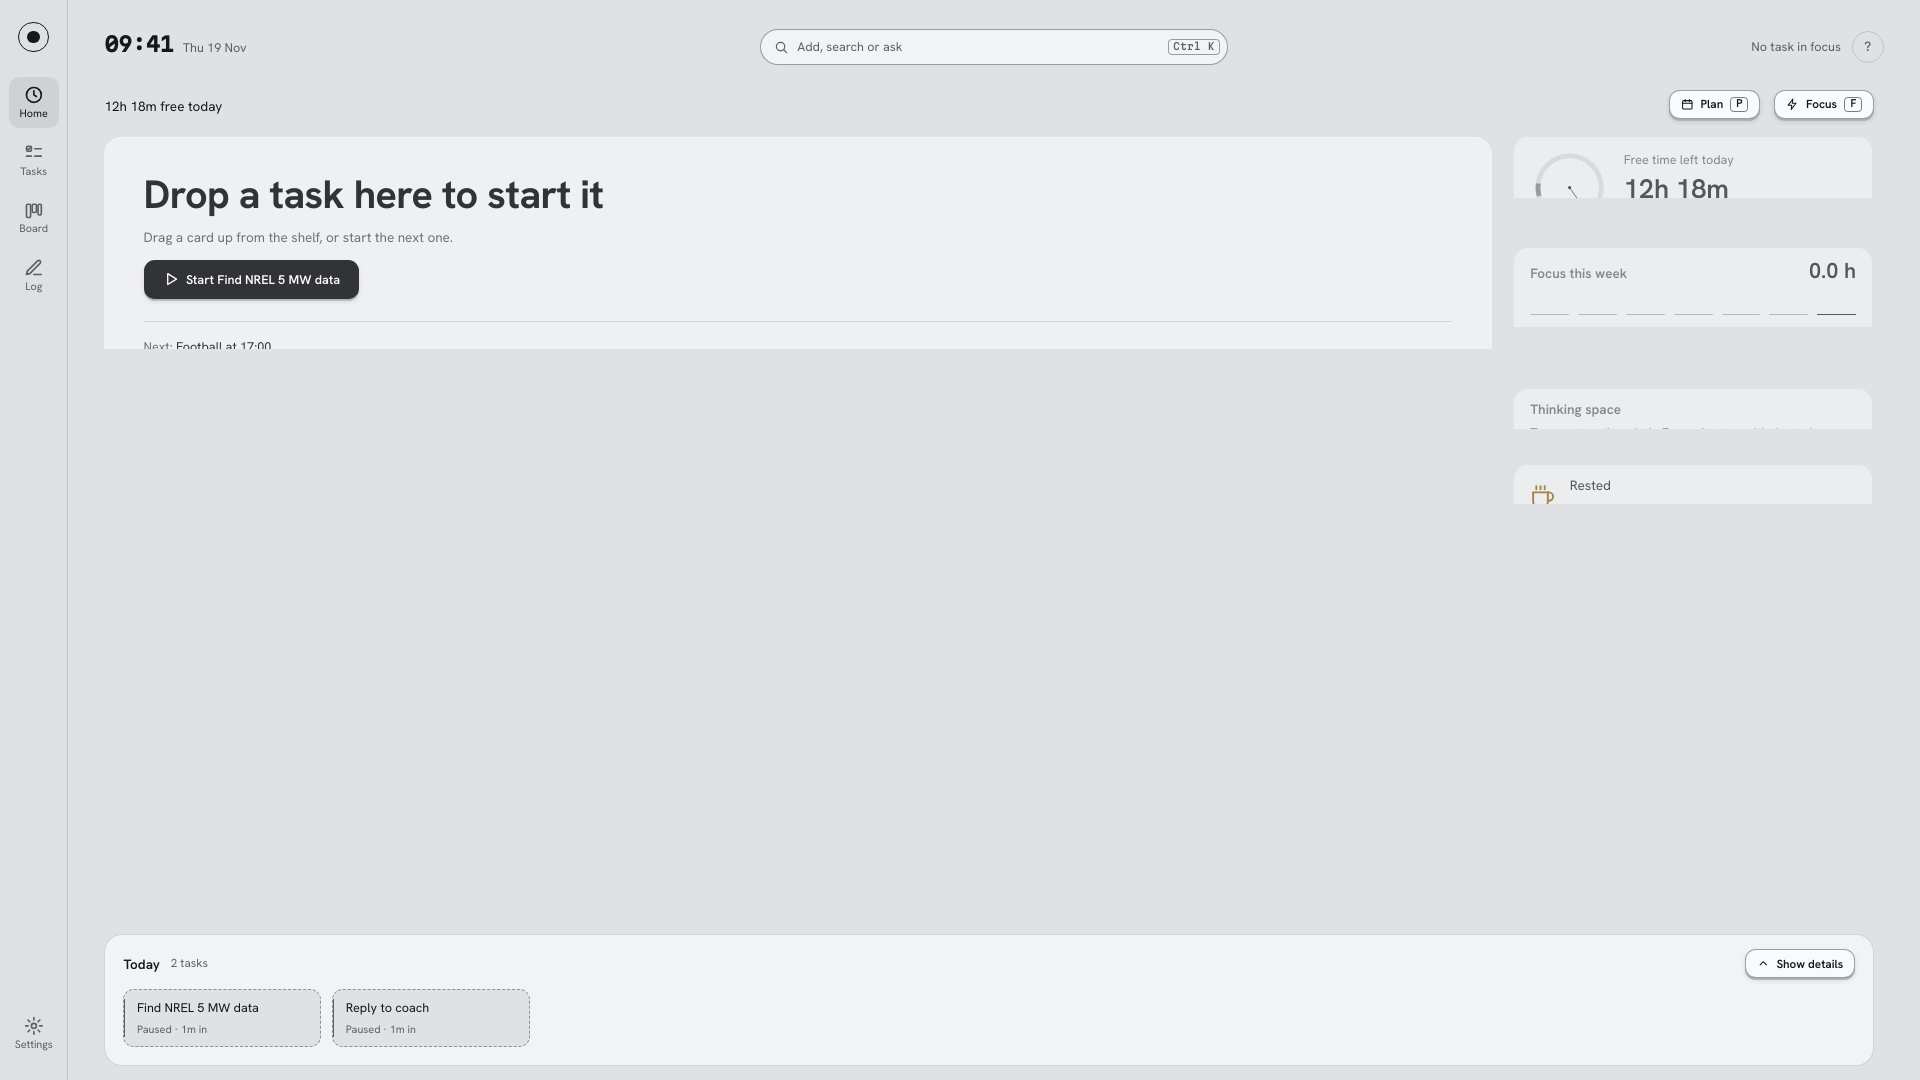 09:41 Thu 19 Nov
Add, search or ask Ctrl K
No task in focus ?
Home
Tasks
Board
Log
Settings
12h 18m free today
Plan P
Focus F
Drop a task here to start it
Drag a card up from the shelf, or start the next one.
Start Find NREL 5 MW data
Next: Football at 17:00
Free time left today
12h 18m
Focus this week 0.0 h
Thinking space
Rested
Today 2 tasks
Show details
Find NREL 5 MW data
Paused · 1m in
Reply to coach
Paused · 1m in